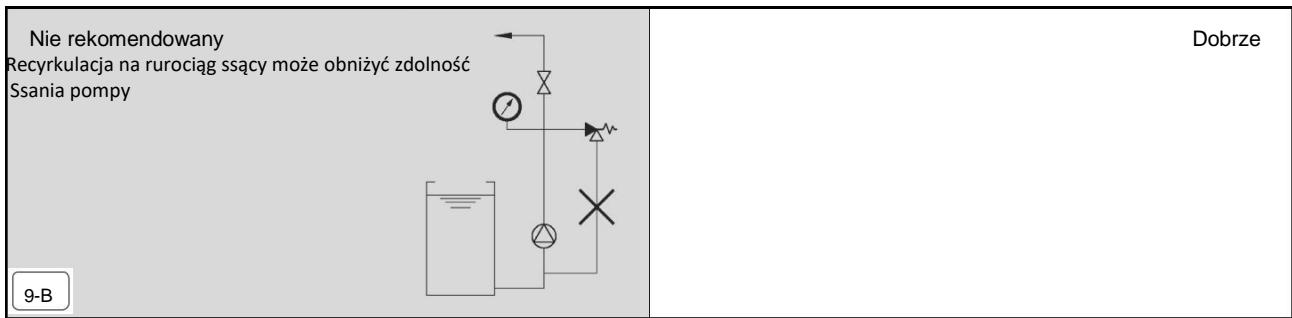 Nie rekomendowany
Recyrkulacja na rurociąg ssący może obniżyć zdolność
Ssania pompy
9-B
Dobrze